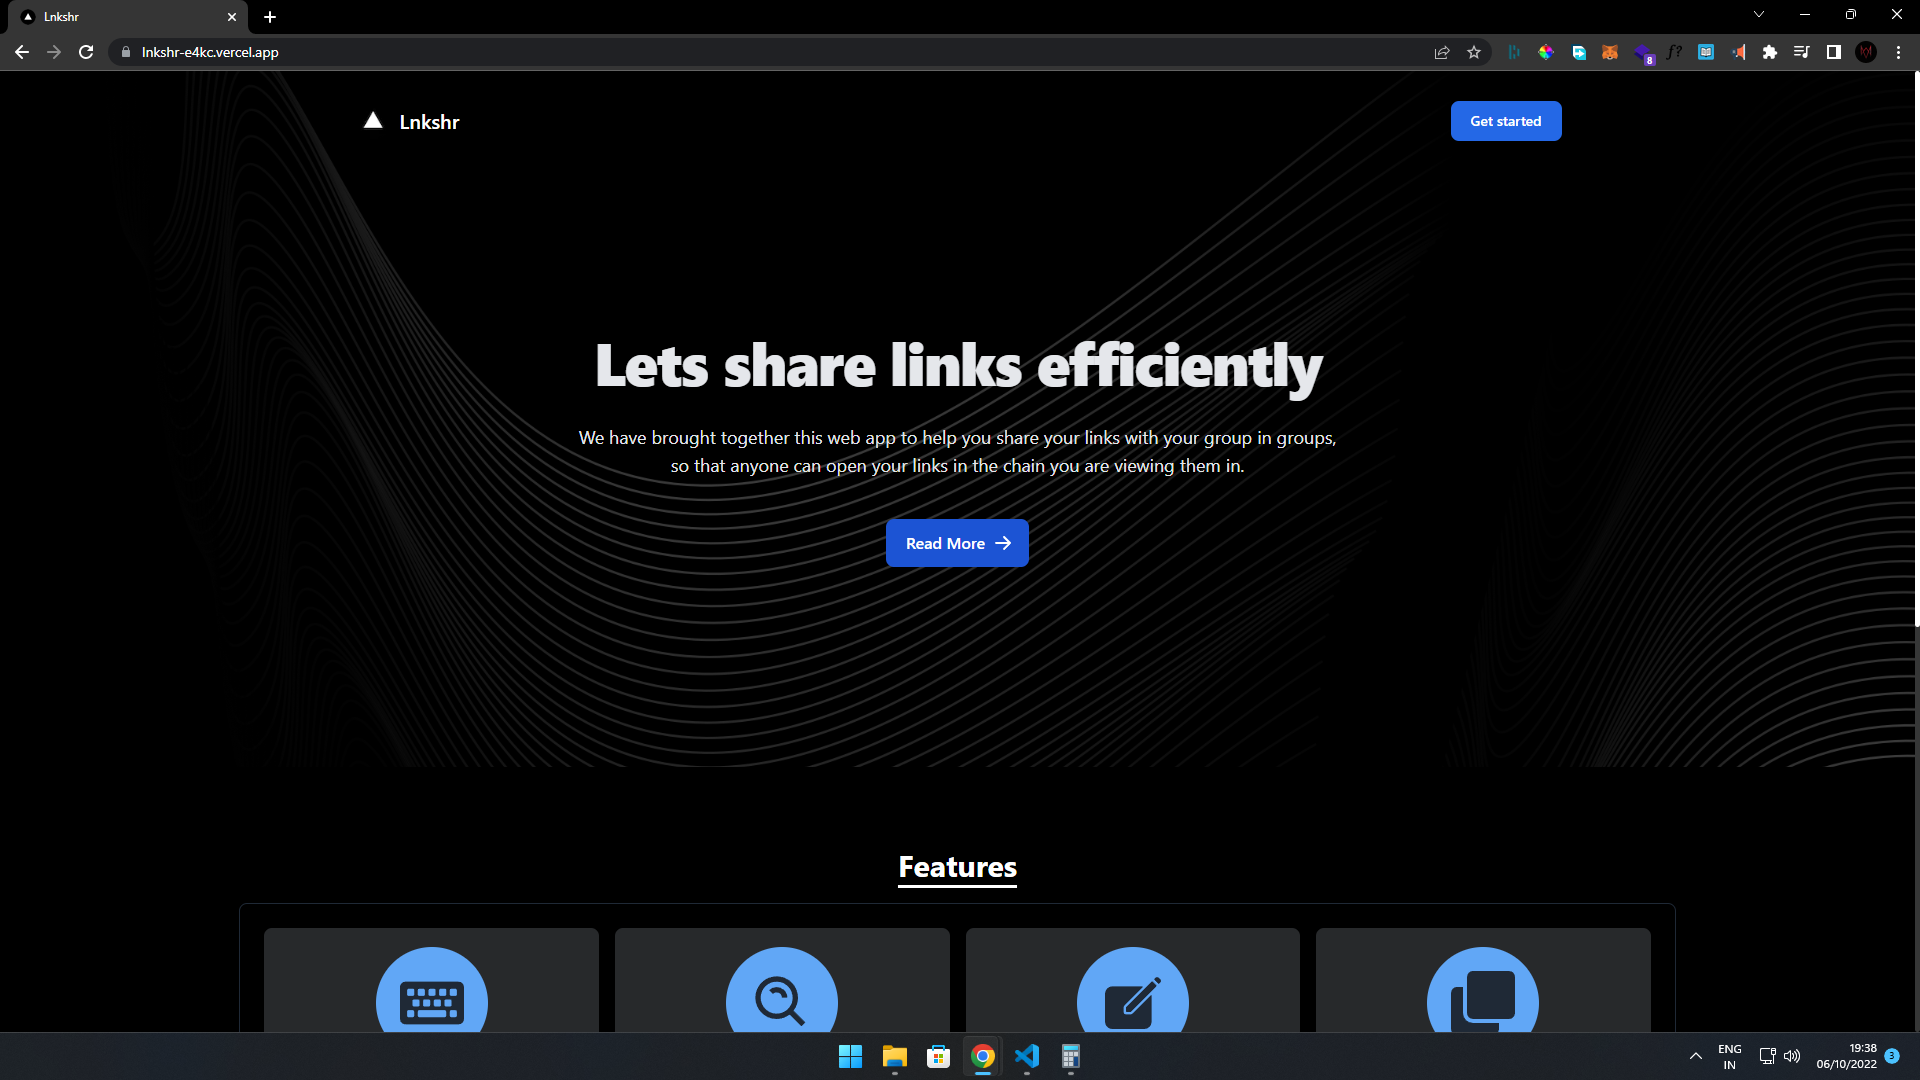 Lnkshr
lnkshr-e4kc.vercel.app
8
f?
Lnkshr
Get started
Lets share links efficiently
We have brought together this web app to help you share your links with your group in groups,
so that anyone can open your links in the chain you are viewing them in.
Read More
Features
ENG
IN
19:38
06/10/2022
3